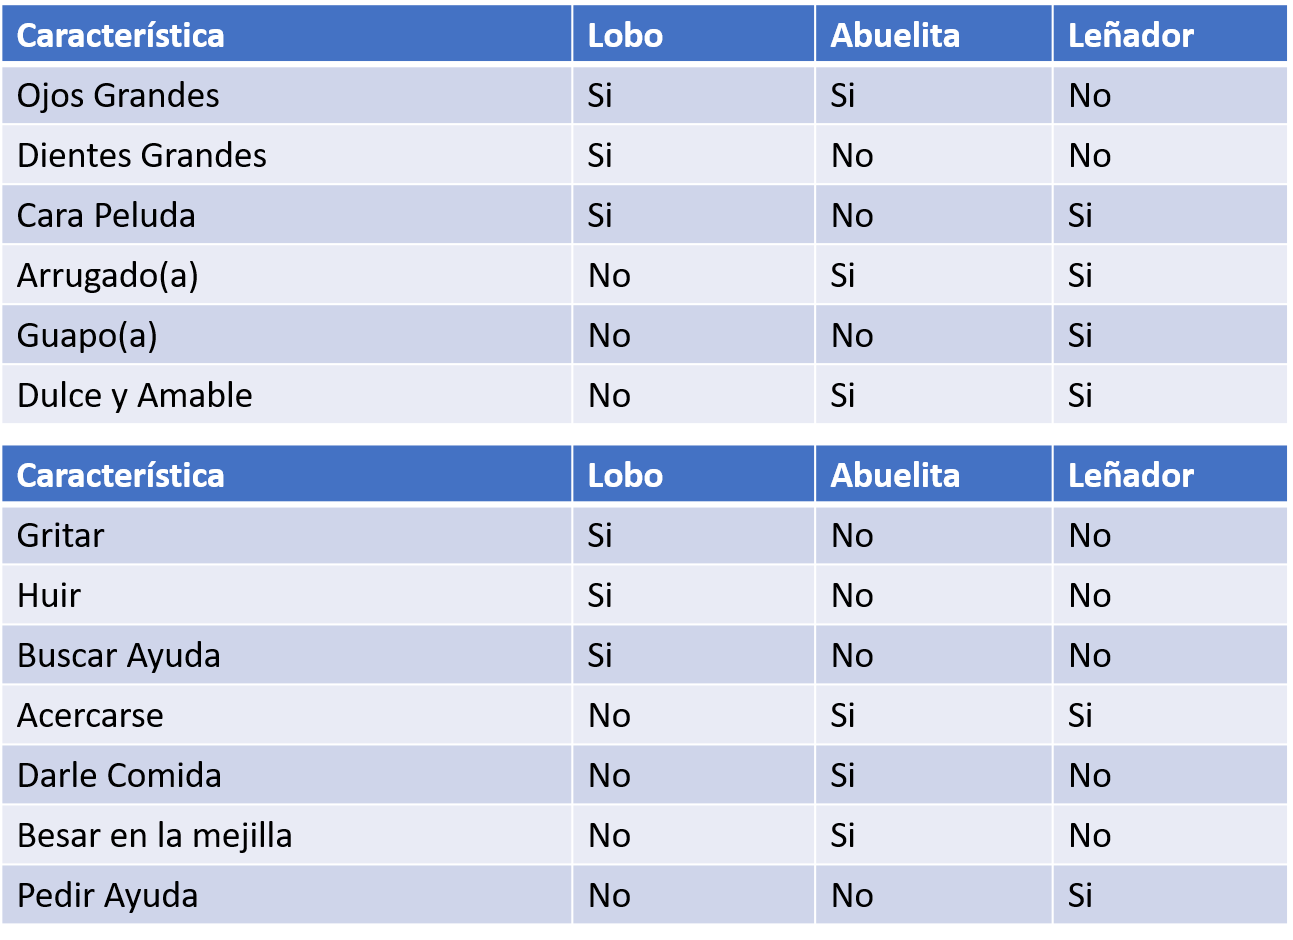 Característica Lobo Abuelita Leñador
Ojos Grandes Si Si No
Dientes Grandes Si No No
Cara Peluda Si No Si
Arrugado(a) No Si Si
Guapo(a) No No Si
Dulce y Amable No Si Si
Característica Lobo Abuelita Leñador
Gritar Si No No
Huir Si No No
Buscar Ayuda Si No No
Acercarse No Si Si
Darle Comida No Si No
Besar en la mejilla No Si No
Pedir Ayuda No No Si